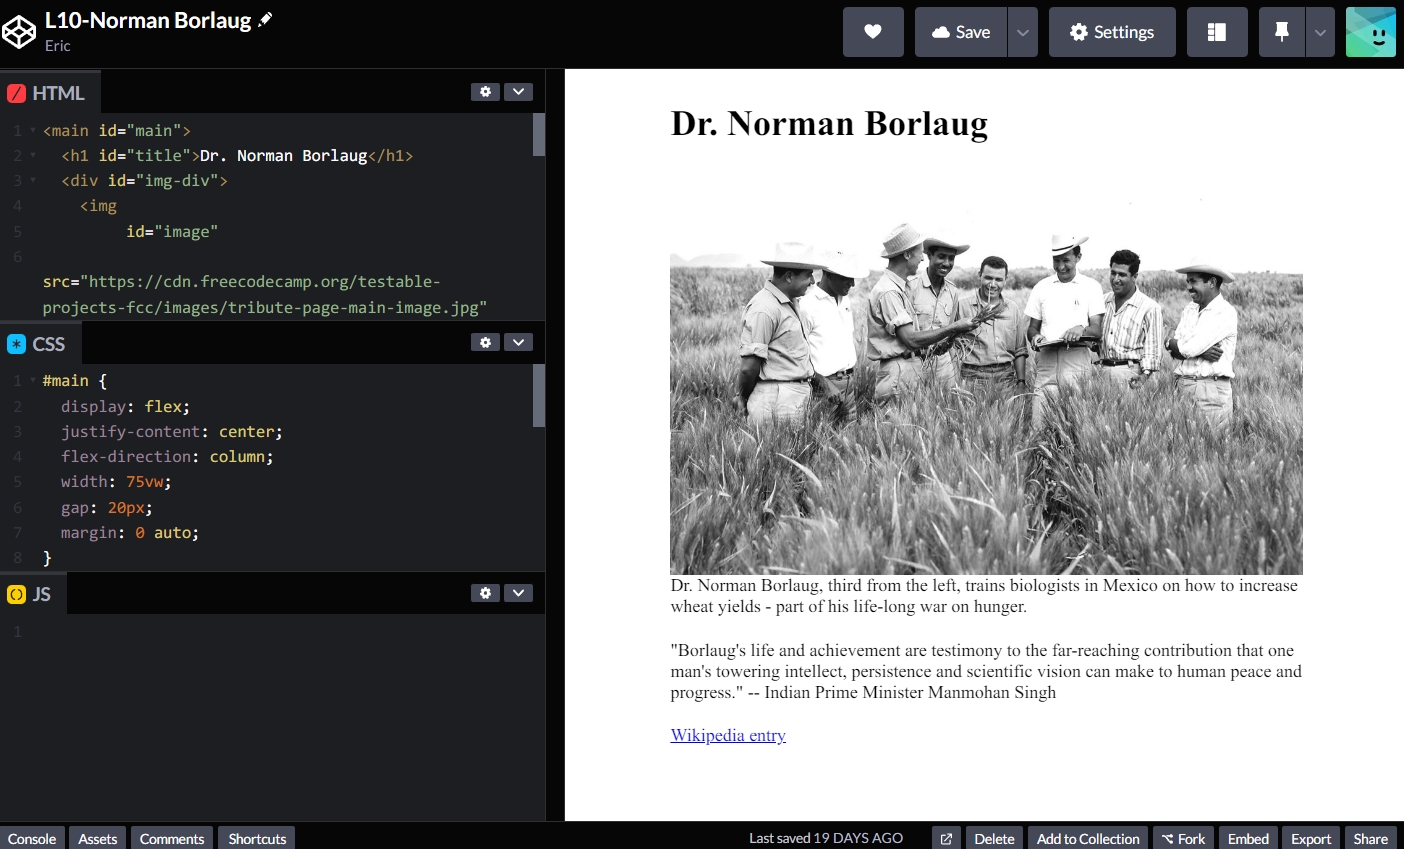 L10-Norman Borlaug
Eric
Save
Settings
HTML
1 <main id="main">
2 <h1 id="title">Dr. Norman Borlaug</h1>
3 <div id="img-div">
4 <img
5 id="image"
6
src="https://cdn.freecodecamp.org/testable-
projects-fcc/images/tribute-page-main-image.jpg"
CSS
1 #main {
2 display: flex;
3 justify-content: center;
4 flex-direction: column;
5 width: 75vw;
6 gap: 20px;
7 margin: 0 auto;
8 }
JS
1
Dr. Norman Borlaug
Dr. Norman Borlaug, third from the left, trains biologists in Mexico on how to increase
wheat yields - part of his life-long war on hunger.
"Borlaug's life and achievement are testimony to the far-reaching contribution that one
man's towering intellect, persistence and scientific vision can make to human peace and
progress." -- Indian Prime Minister Manmohan Singh
Wikipedia entry
Console Assets Comments Shortcuts Last saved 19 DAYS AGO Delete Add to Collection Fork Embed Export Share